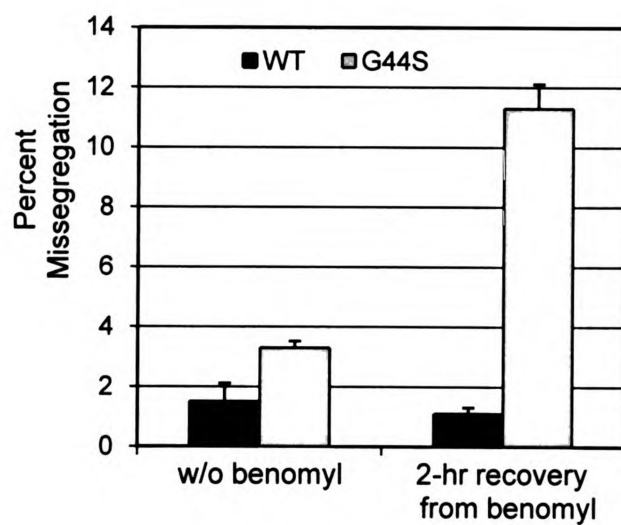 14
12
10
8
6
4
2
0
Percent
Missegregation
WT G44S
w/o benomyl 2-hr recovery
from benomyl